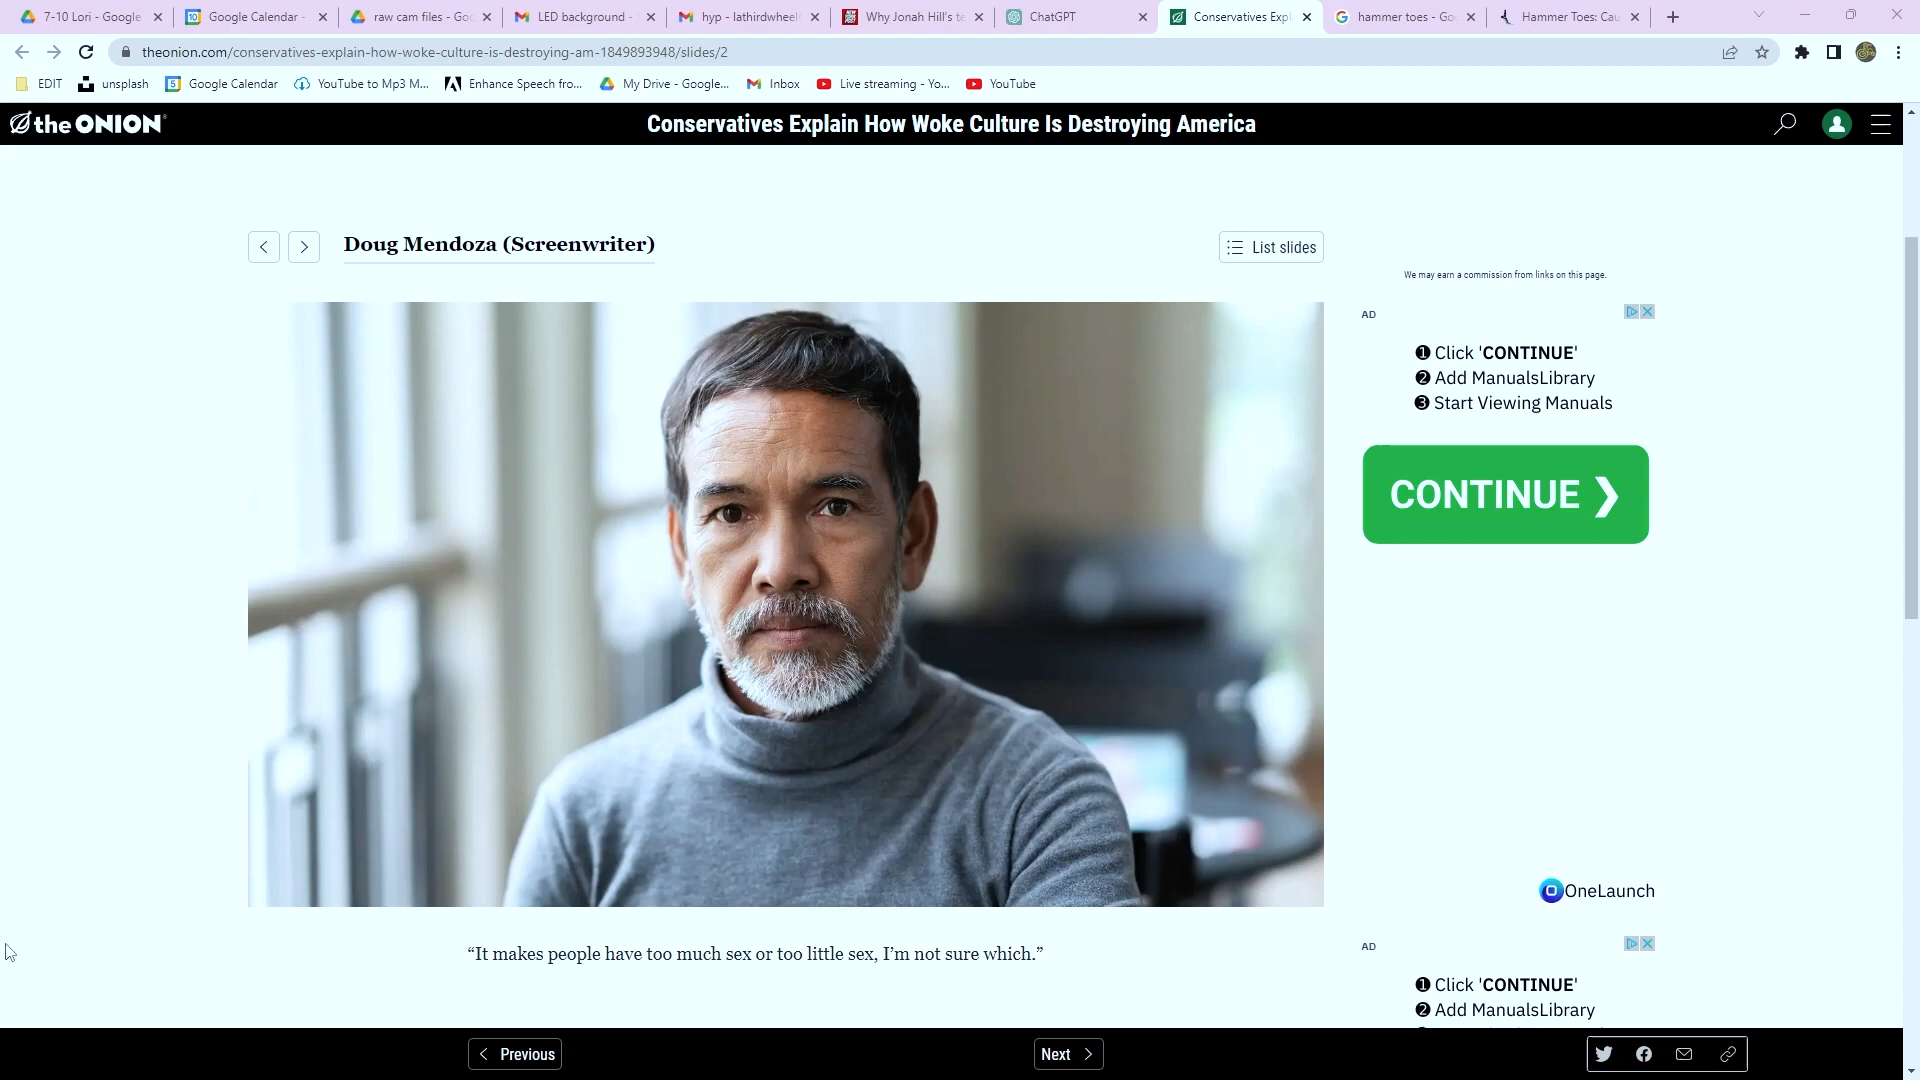 7-10 Lori - Google
Google Calendar -
raw cam files - Goo
LED background -
hyp - lathirdwheel
Why Jonah Hill's te
ChatGPT
Conservatives Expl
hammer toes - Goo
Hammer Toes: Cau
theonion.com/conservatives-explain-how-woke-culture-is-destroying-am-1849893948/slides/2
EDIT
unsplash
Google Calendar
YouTube to Mp3 M...
Enhance Speech fro...
My Drive - Google...
Inbox
Live streaming - Yo...
YouTube
the ONION
Conservatives Explain How Woke Culture Is Destroying America
Doug Mendoza (Screenwriter)
List slides
We may earn a commission from links on this page.
AD
❶ Click 'CONTINUE'
❷ Add ManualsLibrary
❸ Start Viewing Manuals
CONTINUE ❯
OneLaunch
“It makes people have too much sex or too little sex, I’m not sure which.”
AD
❶ Click 'CONTINUE'
❷ Add ManualsLibrary
Previous
Next